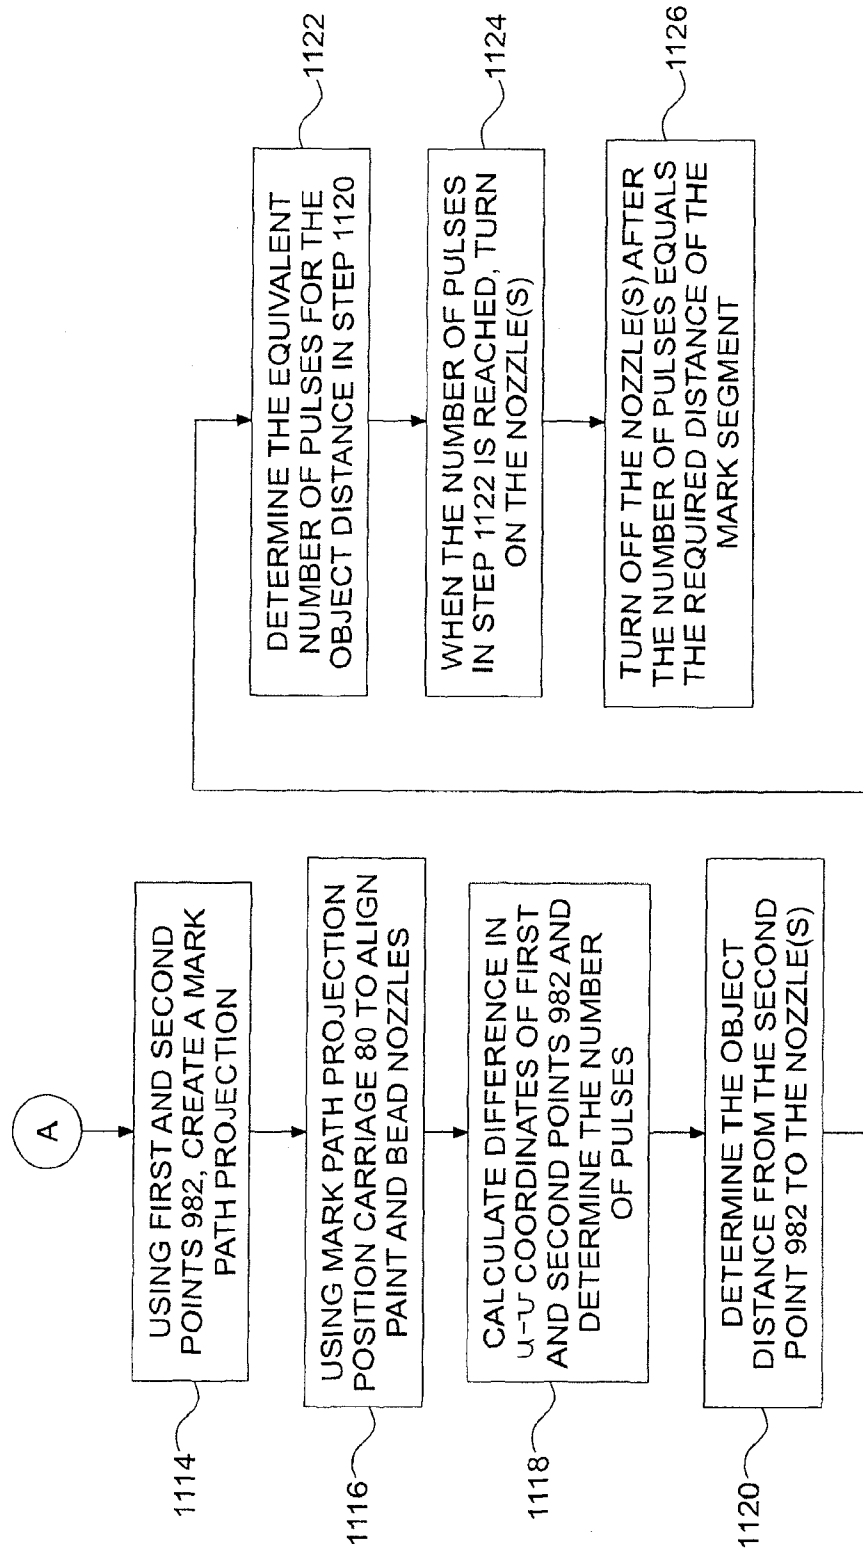 A
USING FIRST AND SECOND
POINTS 982, CREATE A MARK
PATH PROJECTION
1114
USING MARK PATH PROJECTION
POSITION CARRIAGE 80 TO ALIGN
PAINT AND BEAD NOZZLES
1116
CALCULATE DIFFERENCE IN
u-v COORDINATES OF FIRST
AND SECOND POINTS 982 AND
DETERMINE THE NUMBER
OF PULSES
1118
DETERMINE THE OBJECT
DISTANCE FROM THE SECOND
POINT 982 TO THE NOZZLE(S)
1120
DETERMINE THE EQUIVALENT
NUMBER OF PULSES FOR THE
OBJECT DISTANCE IN STEP 1120
1122
WHEN THE NUMBER OF PULSES
IN STEP 1122 IS REACHED, TURN
ON THE NOZZLE(S)
1124
TURN OFF THE NOZZLE(S) AFTER
THE NUMBER OF PULSES EQUALS
THE REQUIRED DISTANCE OF THE
MARK SEGMENT
1126